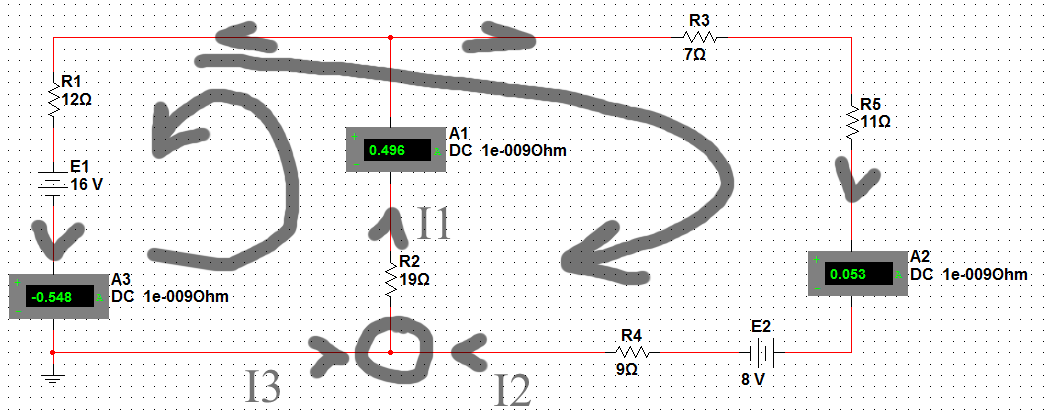 R3
7Ω
R1
12Ω
R5
11Ω
+
0.496
A
-
A1
DC 1e-009Ohm
E1
16 V
I1
R2
19Ω
+
-0.548
A
-
A3
DC 1e-009Ohm
+
0.053
A
-
A2
DC 1e-009Ohm
R4
9Ω
E2
8 V
I3
I2